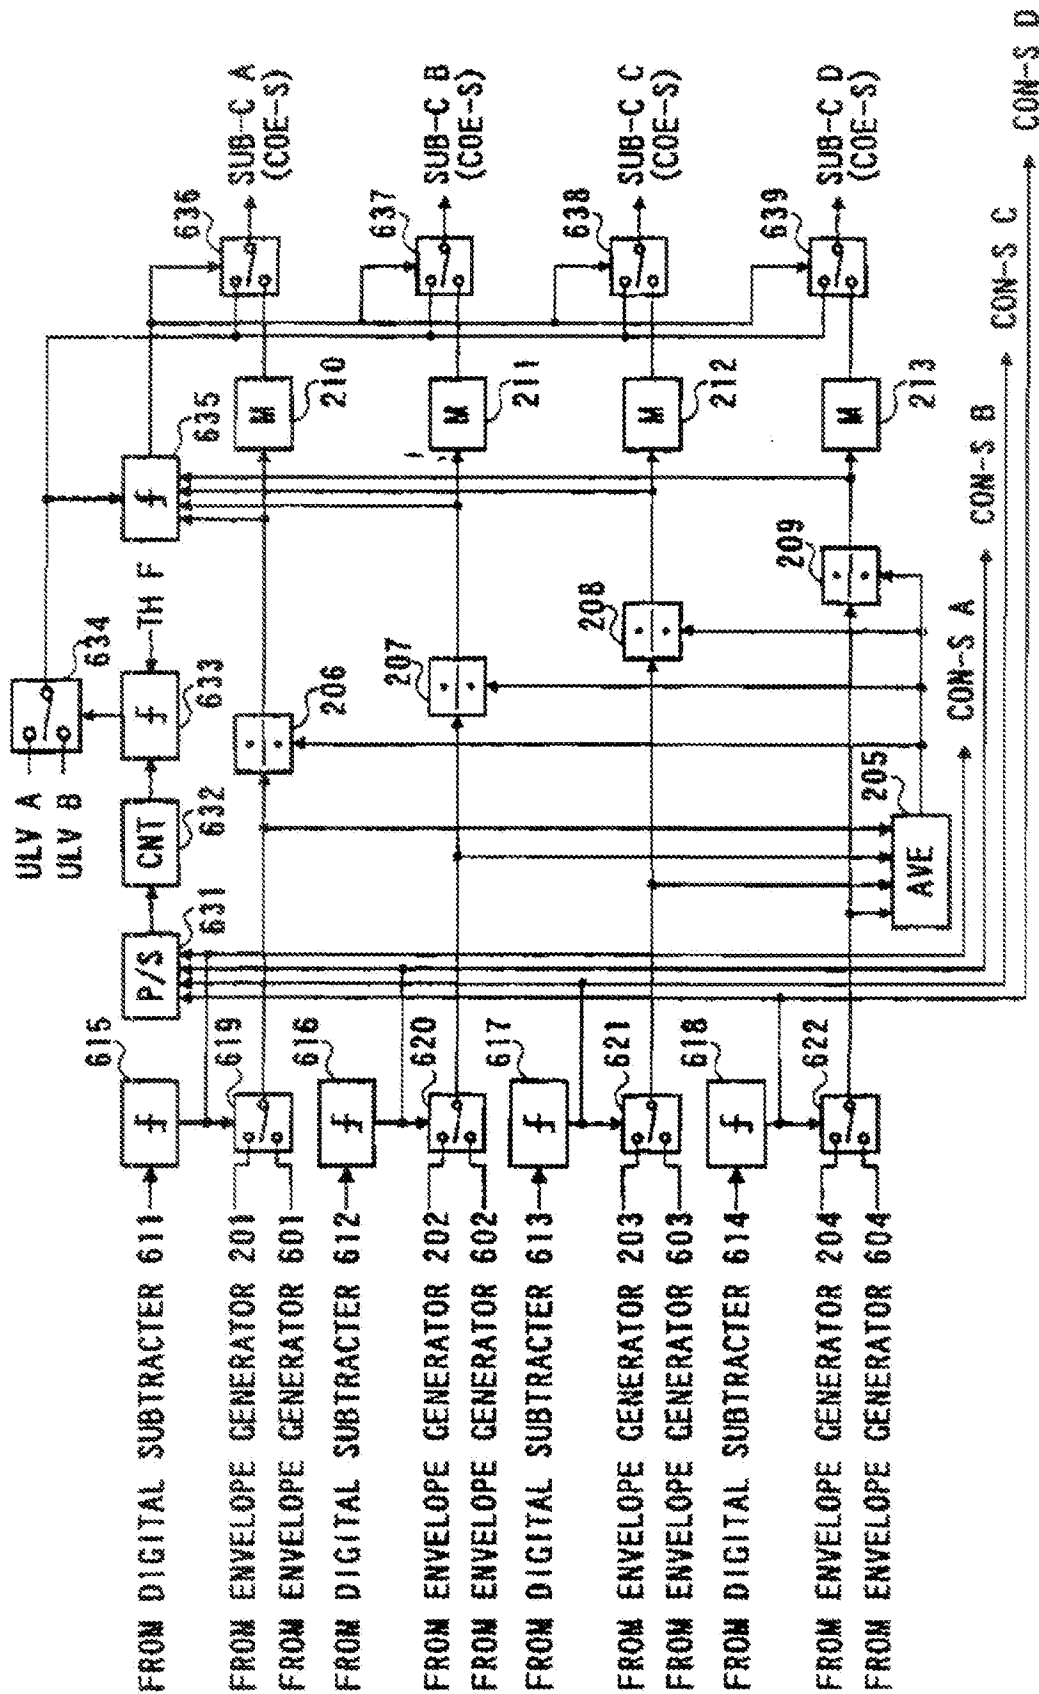 ULV A
ULV B
634
P/S
631
CNT
632
633
TH F
635
636
SUB-C A
(COE-S)
615
FROM DIGITAL SUBTRACTER 611
619
FROM ENVELOPE GENERATOR 201
FROM ENVELOPE GENERATOR 601
206
M
210
616
FROM DIGITAL SUBTRACTER 612
637
SUB-C B
(COE-S)
620
FROM ENVELOPE GENERATOR 202
FROM ENVELOPE GENERATOR 602
207
M
211
617
FROM DIGITAL SUBTRACTER 613
638
SUB-C C
(COE-S)
621
FROM ENVELOPE GENERATOR 203
FROM ENVELOPE GENERATOR 603
208
M
212
618
FROM DIGITAL SUBTRACTER 614
639
SUB-C D
(COE-S)
622
FROM ENVELOPE GENERATOR 204
FROM ENVELOPE GENERATOR 604
209
M
213
AVE
205
CON-S A
CON-S B
CON-S C
CON-S D